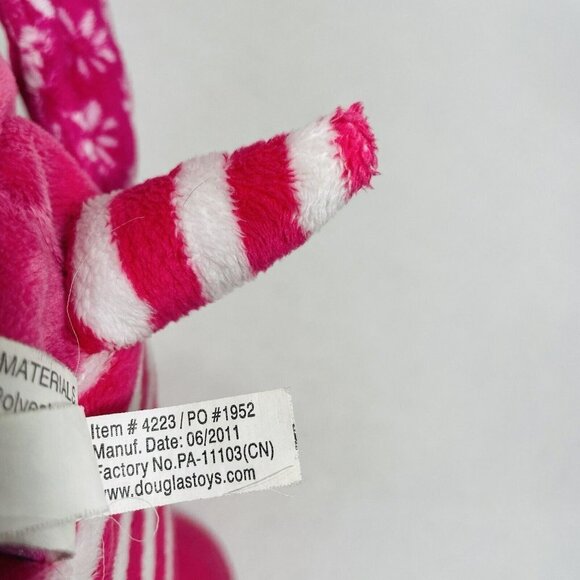 MATERIALS
Item # 4223 / PO #1952
Manuf. Date: 06/2011
Factory No.PA-11103(CN)
www.douglastoys.com